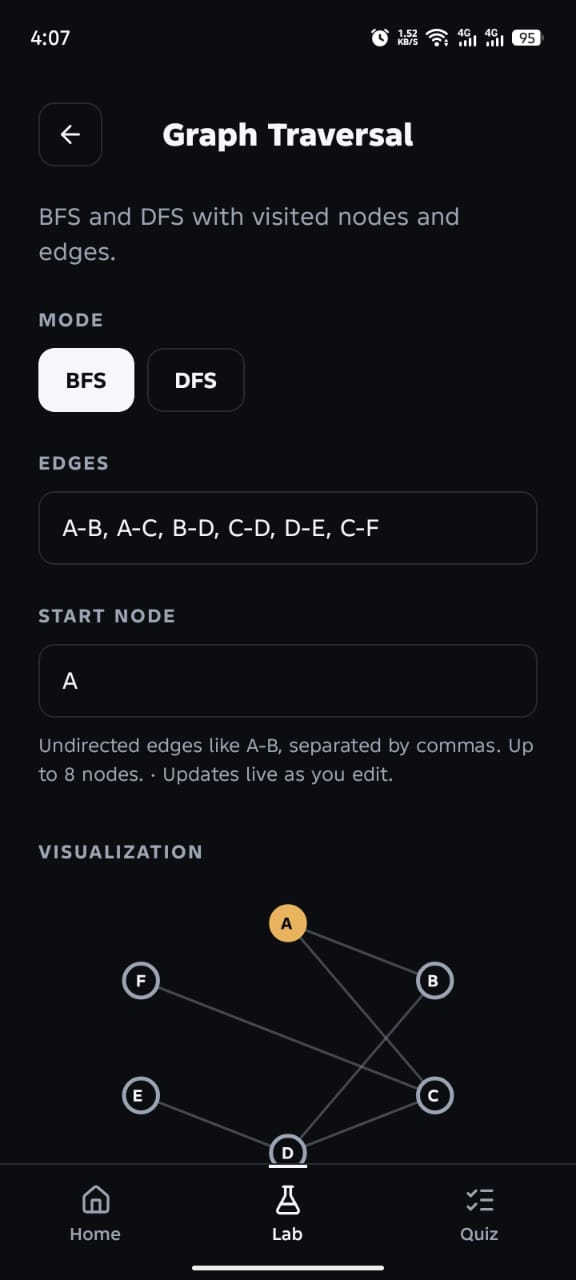 4:07
1.52 KB/S 4G 4G 95
Graph Traversal
BFS and DFS with visited nodes and
edges.
MODE
BFS DFS
EDGES
A-B, A-C, B-D, C-D, D-E, C-F
START NODE
A
Undirected edges like A-B, separated by commas. Up
to 8 nodes. · Updates live as you edit.
VISUALIZATION
A
F B
E C
D
Home Lab Quiz